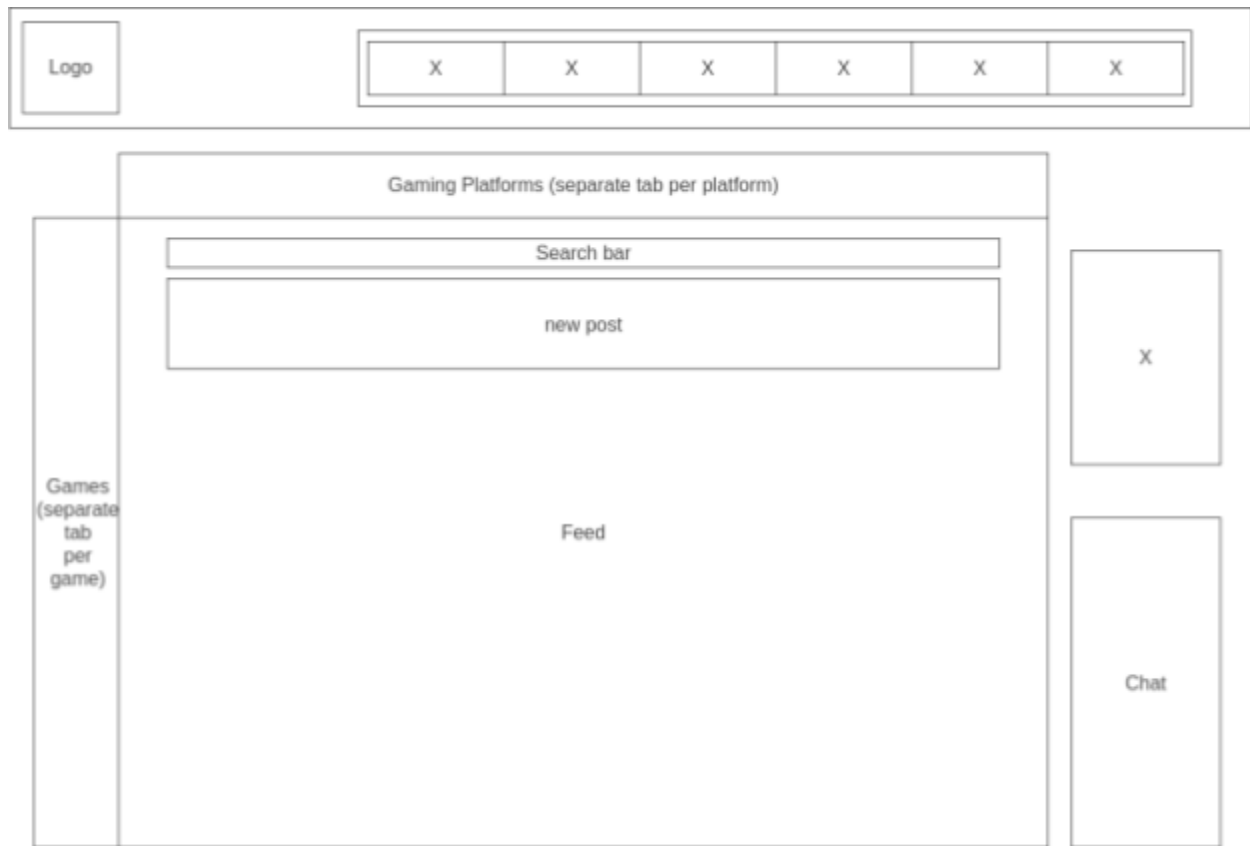 Logo
X
X
X
X
X
X
Gaming Platforms (separate tab per platform)
Search bar
new post
X
Games
(separate
tab
per
game)
Feed
Chat